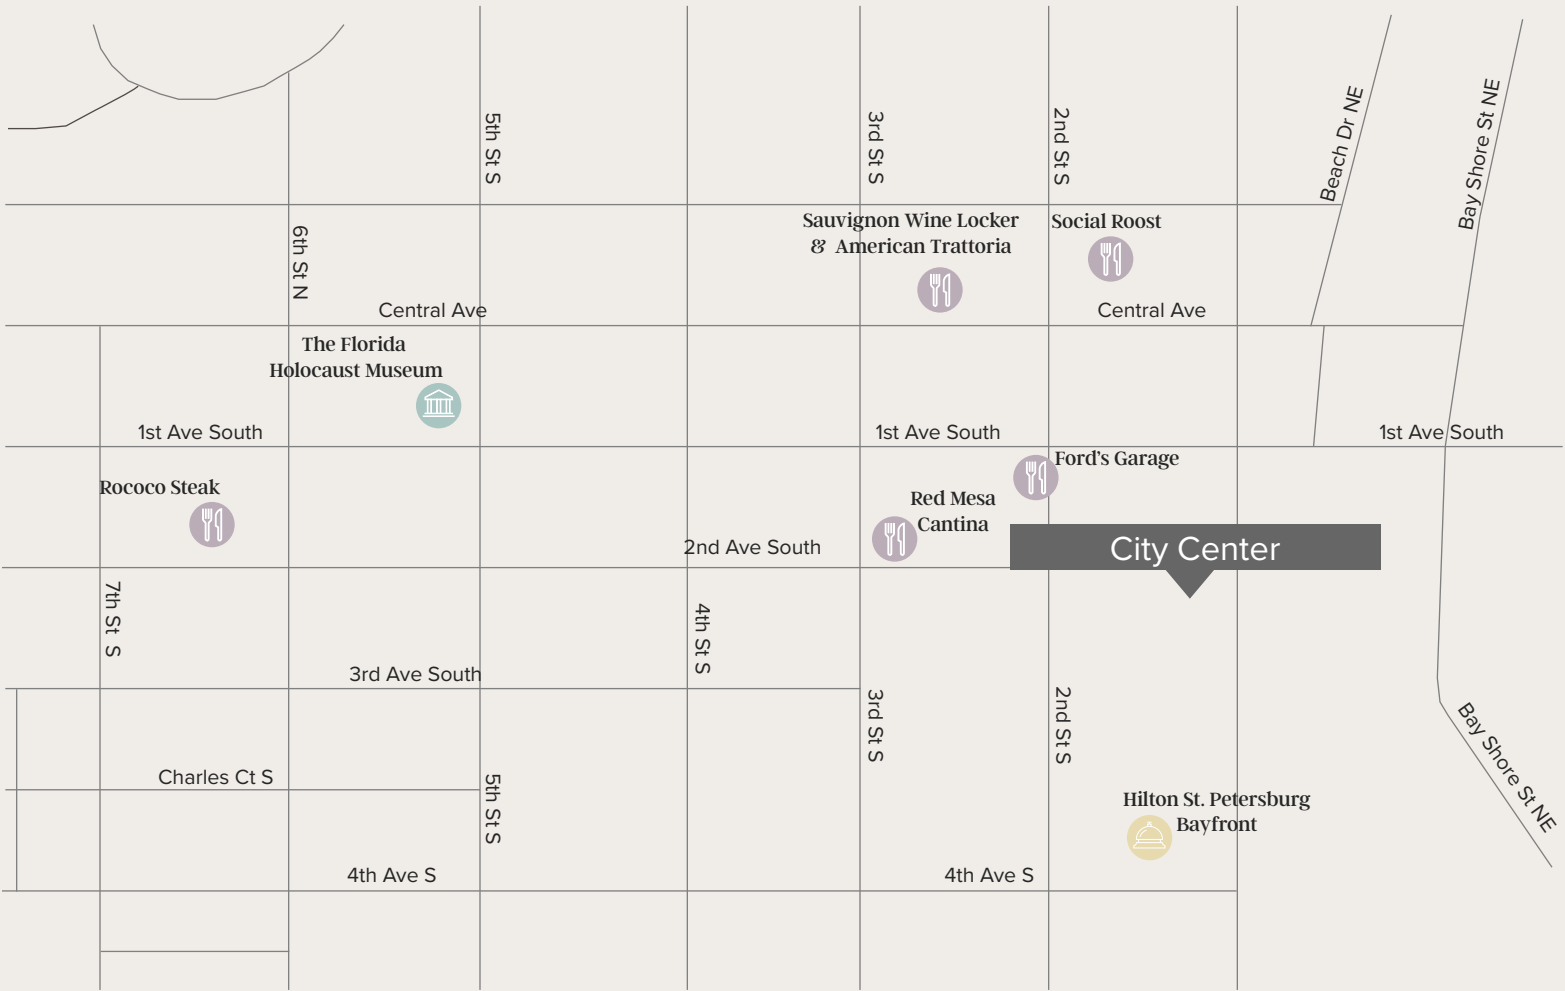 Beach Dr NE
Bay Shore St NE
5th St S
3rd St S
2nd St S
Sauvignon Wine Locker
& American Trattoria
Social Roost
6th St N
Central Ave
Central Ave
The Florida
Holocaust Museum
1st Ave South
1st Ave South
1st Ave South
Ford's Garage
Rococo Steak
Red Mesa
Cantina
2nd Ave South
City Center
7th St S
4th St S
3rd Ave South
3rd St S
2nd St S
Bay Shore St NE
Charles Ct S
5th St S
Hilton St. Petersburg
Bayfront
4th Ave S
4th Ave S